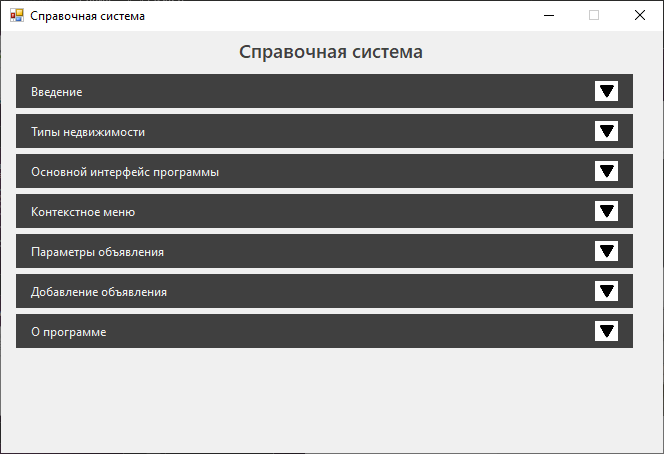 Справочная система
Справочная система
Введение
Типы недвижимости
Основной интерфейс программы
Контекстное меню
Параметры объявления
Добавление объявления
О программе